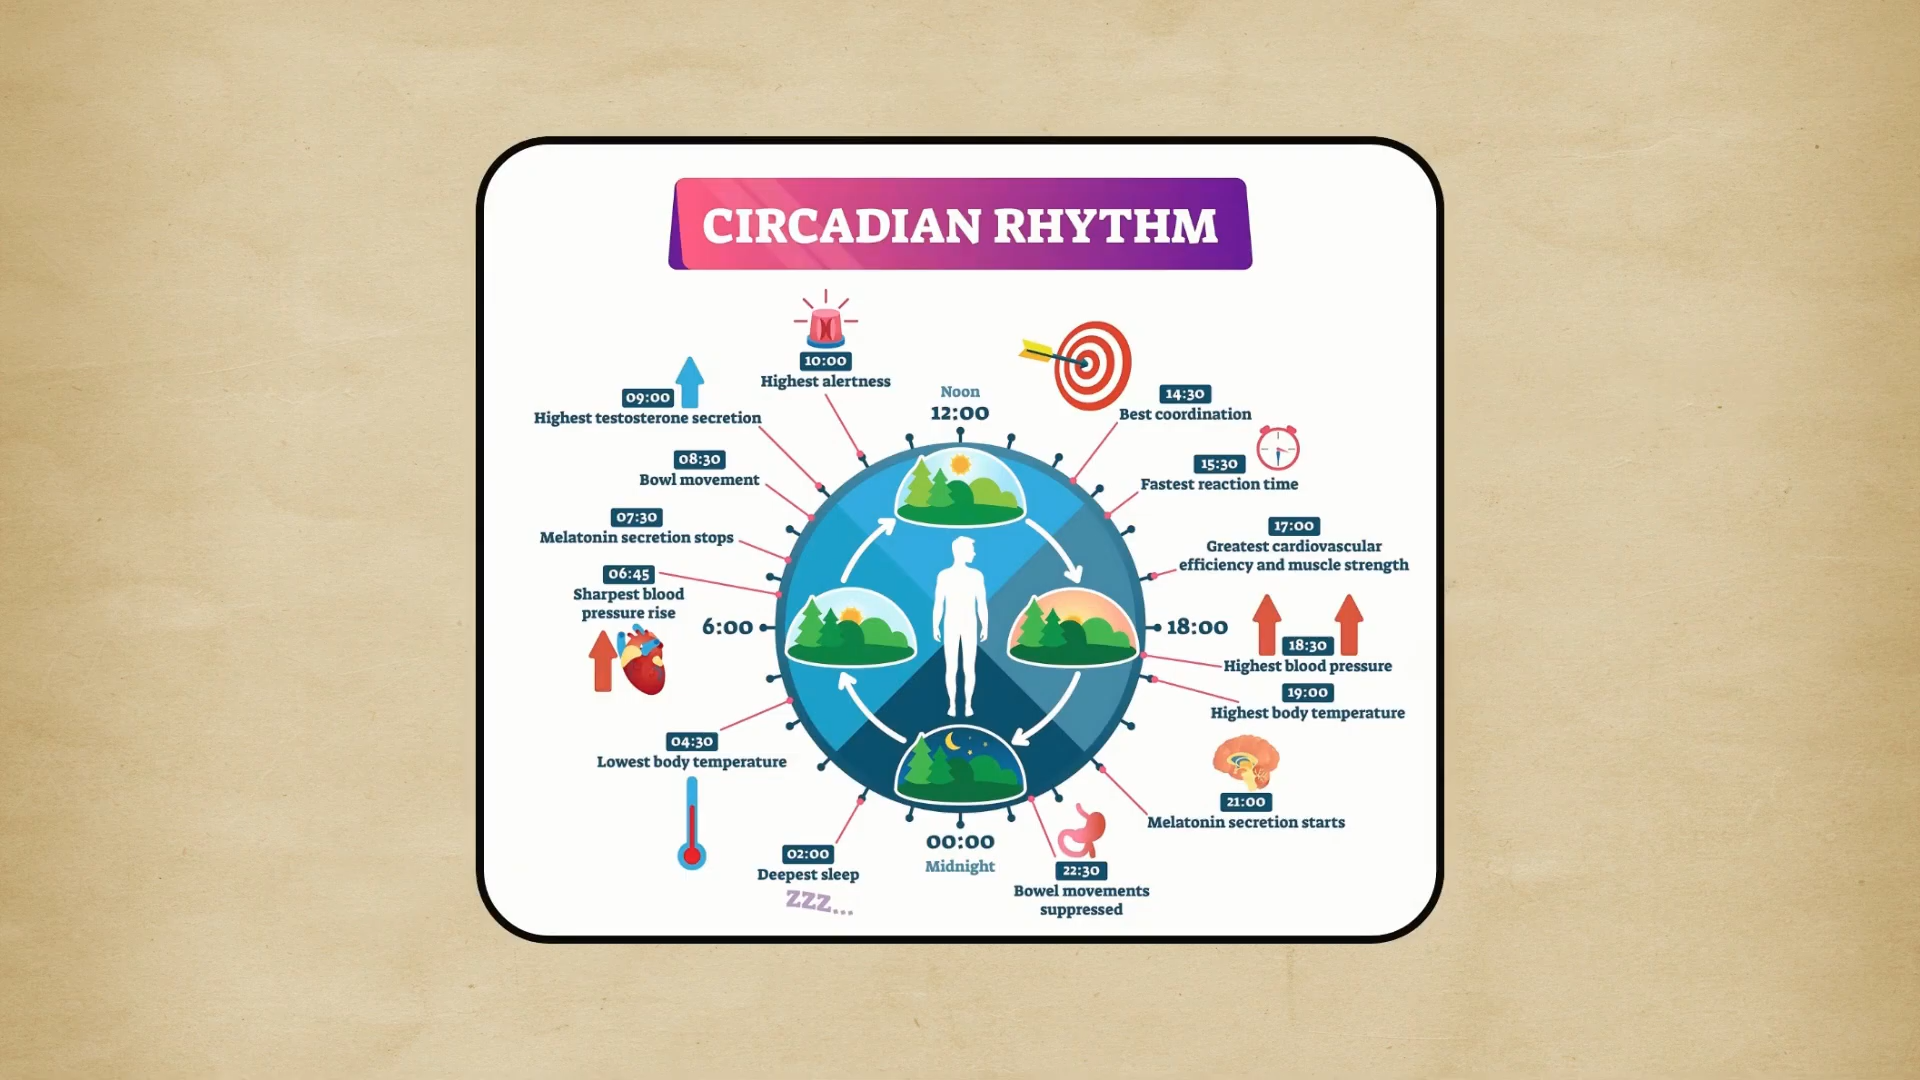 CIRCADIAN RHYTHM
10:00
Highest alertness
09:00
Highest testosterone secretion
08:30
Bowl movement
07:30
Melatonin secretion stops
06:45
Sharpest blood
pressure rise
6:00
04:30
Lowest body temperature
02:00
Deepest sleep
ZZZ...
Noon
12:00
14:30
Best coordination
15:30
Fastest reaction time
17:00
Greatest cardiovascular
efficiency and muscle strength
18:00
18:30
Highest blood pressure
19:00
Highest body temperature
21:00
Melatonin secretion starts
22:30
Bowel movements
suppressed
00:00
Midnight